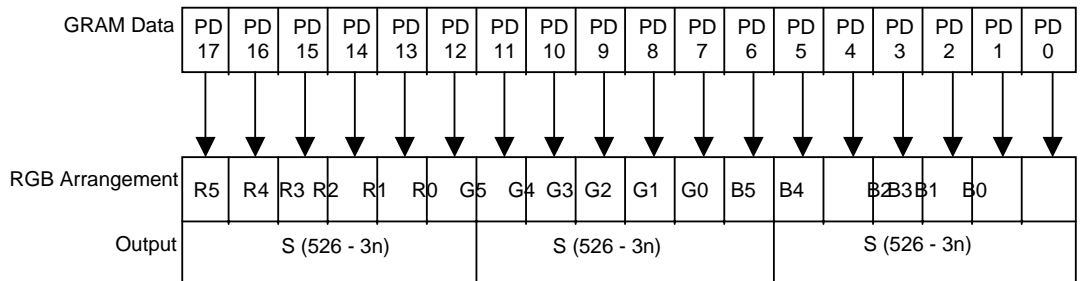 GRAM Data PD 17 PD 16 PD 15 PD 14 PD 13 PD 12 PD 11 PD 10 PD 9 PD 8 PD 7 PD 6 PD 5 PD 4 PD 3 PD 2 PD 1 PD 0
RGB Arrangement R5 R4 R3 R2 R1 R0 G5 G4 G3 G2 G1 G0 B5 B4 B2 B3 B1 B0
Output S (526 - 3n) S (526 - 3n) S (526 - 3n)